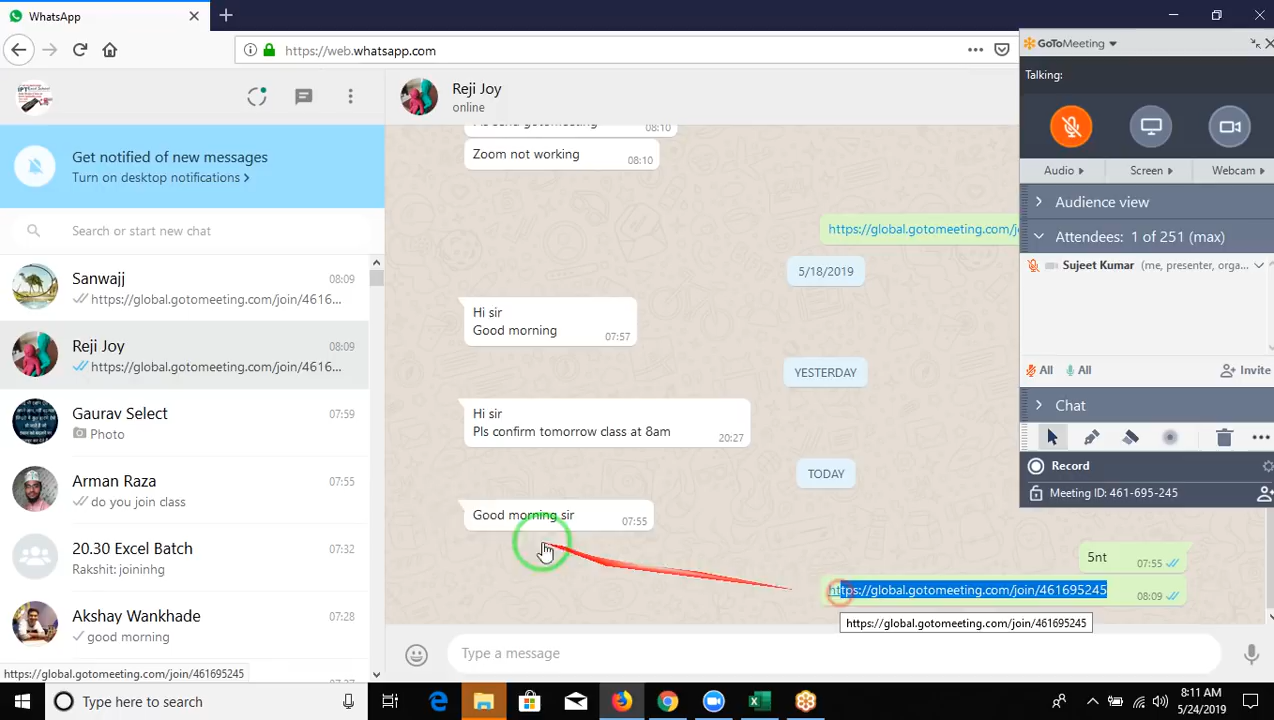 WhatsApp
https://web.whatsapp.com
Get notified of new messages
Turn on desktop notifications >
Search or start new chat
Sanwajj
08:09
https://global.gotomeeting.com/join/4616...
Reji Joy
08:09
https://global.gotomeeting.com/join/4616...
Gaurav Select
07:59
Photo
Arman Raza
07:55
do you join class
20.30 Excel Batch
07:32
Rakshit: joininhg
Akshay Wankhade
07:30
good morning
https://global.gotomeeting.com/join/461695245
Reji Joy
online
08:10
Zoom not working
08:10
https://global.gotomeeting.com/jo
5/18/2019
Hi sir
Good morning
07:57
YESTERDAY
Hi sir
Pls confirm tomorrow class at 8am
20:27
TODAY
Good morning sir
07:55
5nt
07:55
https://global.gotomeeting.com/join/461695245
08:09
https://global.gotomeeting.com/join/461695245
Type a message
GoToMeeting
Talking:
Audio
Screen
Webcam
Audience view
Attendees: 1 of 251 (max)
Sujeet Kumar (me, presenter, orga...
All
All
Invite
Chat
Record
Meeting ID: 461-695-245
Type here to search
8:11 AM
5/24/2019